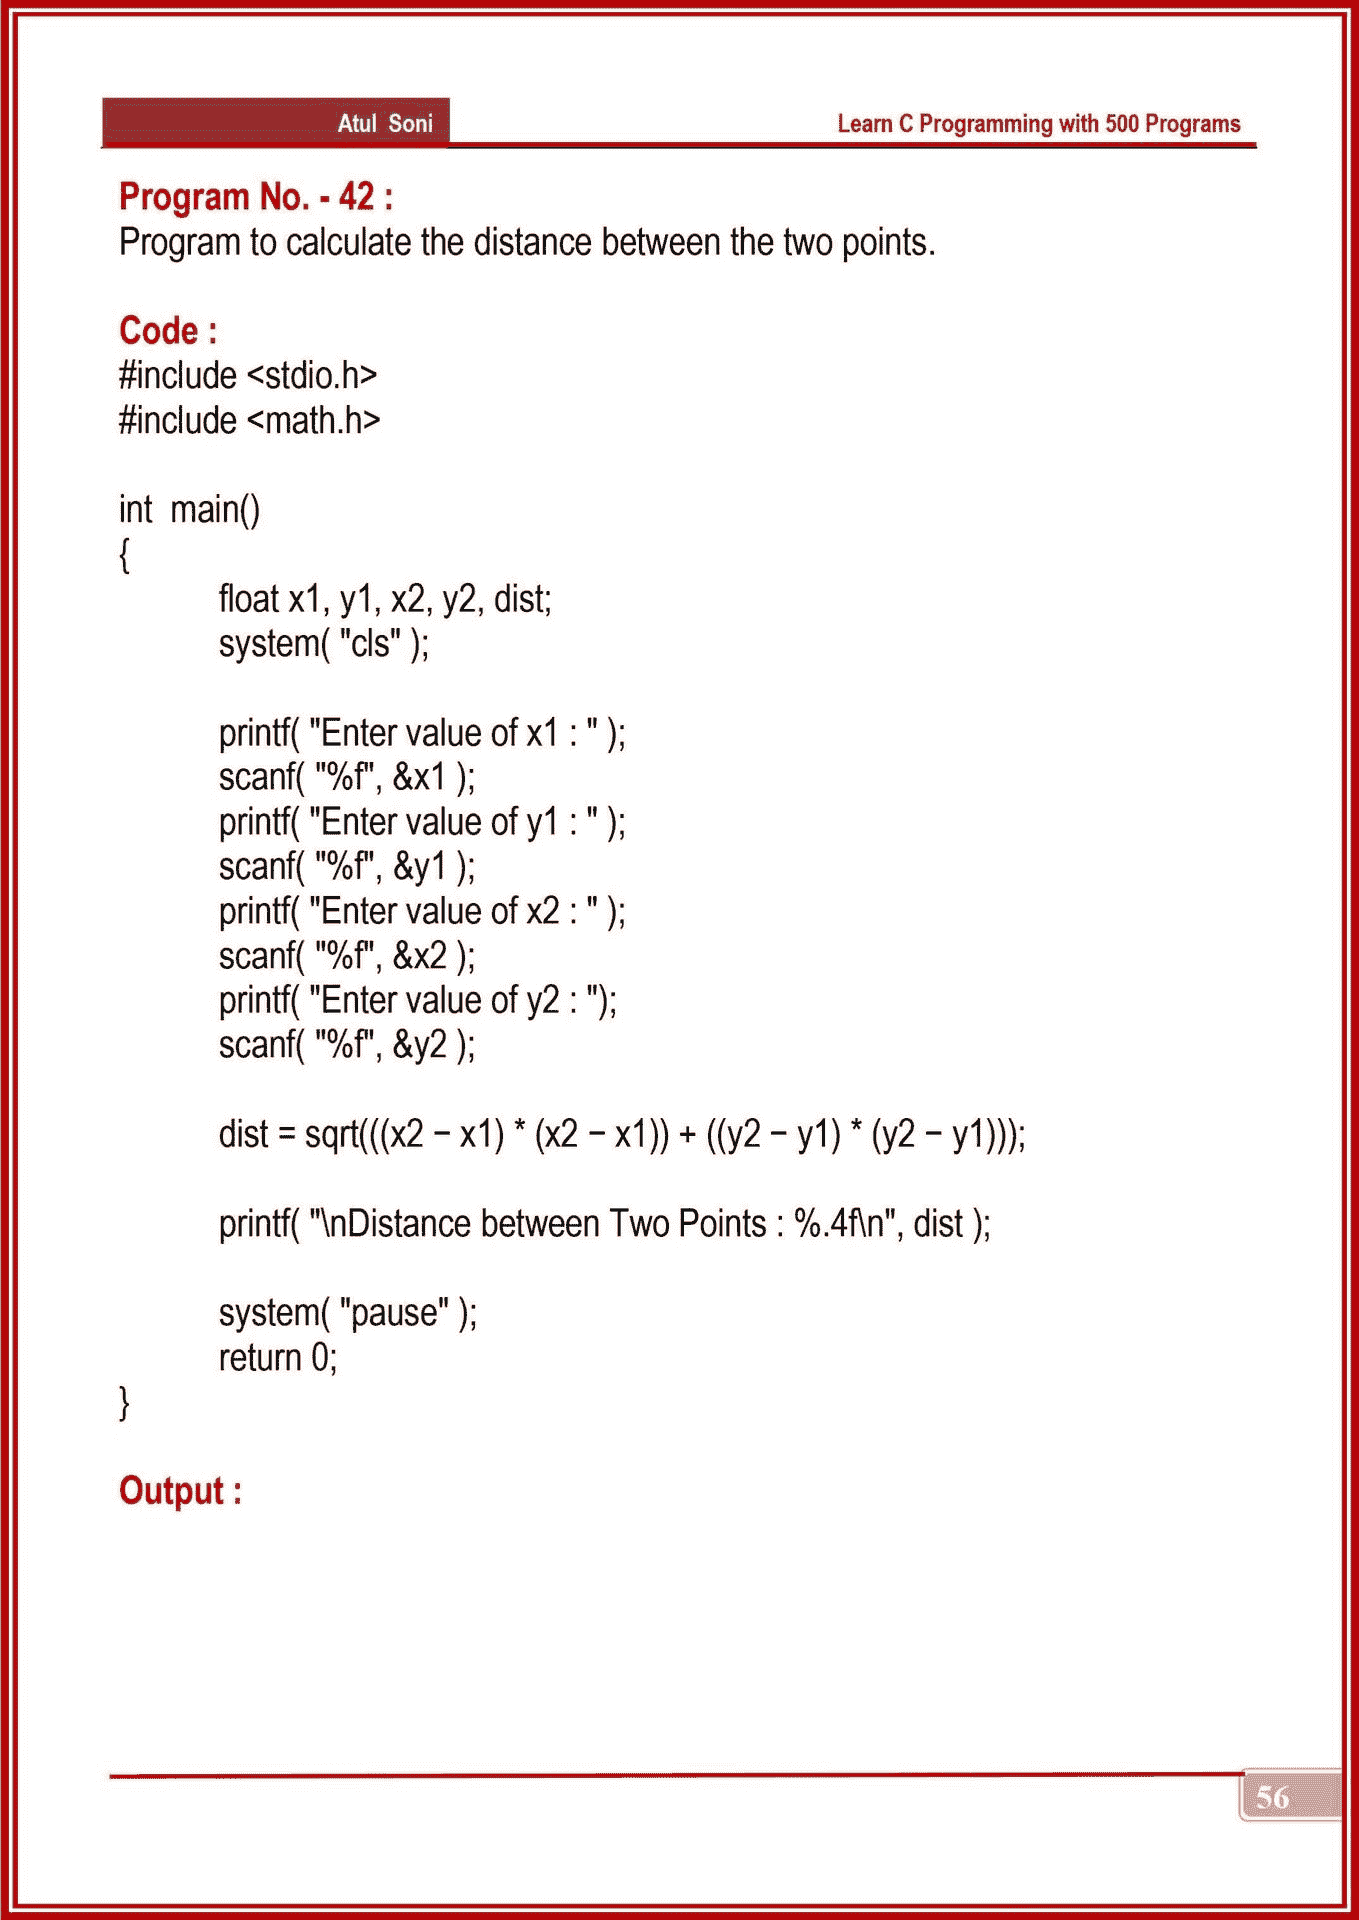 Atul  Soni
Learn C Programming with 500 Programs
Program No. - 42 :
Program to calculate the distance between the two points.
Code :
#include <stdio.h>
#include <math.h>
int  main()
{
float x1, y1, x2, y2, dist;
system( "cls" );
printf( "Enter value of x1 : " );
scanf( "%f", &x1 );
printf( "Enter value of y1 : " );
scanf( "%f", &y1 );
printf( "Enter value of x2 : " );
scanf( "%f", &x2 );
printf( "Enter value of y2 : ");
scanf( "%f", &y2 );
dist = sqrt(((x2 − x1) * (x2 − x1)) + ((y2 − y1) * (y2 − y1)));
printf( "\nDistance between Two Points : %.4f\n", dist );
system( "pause" );
return 0;
}
Output :
56